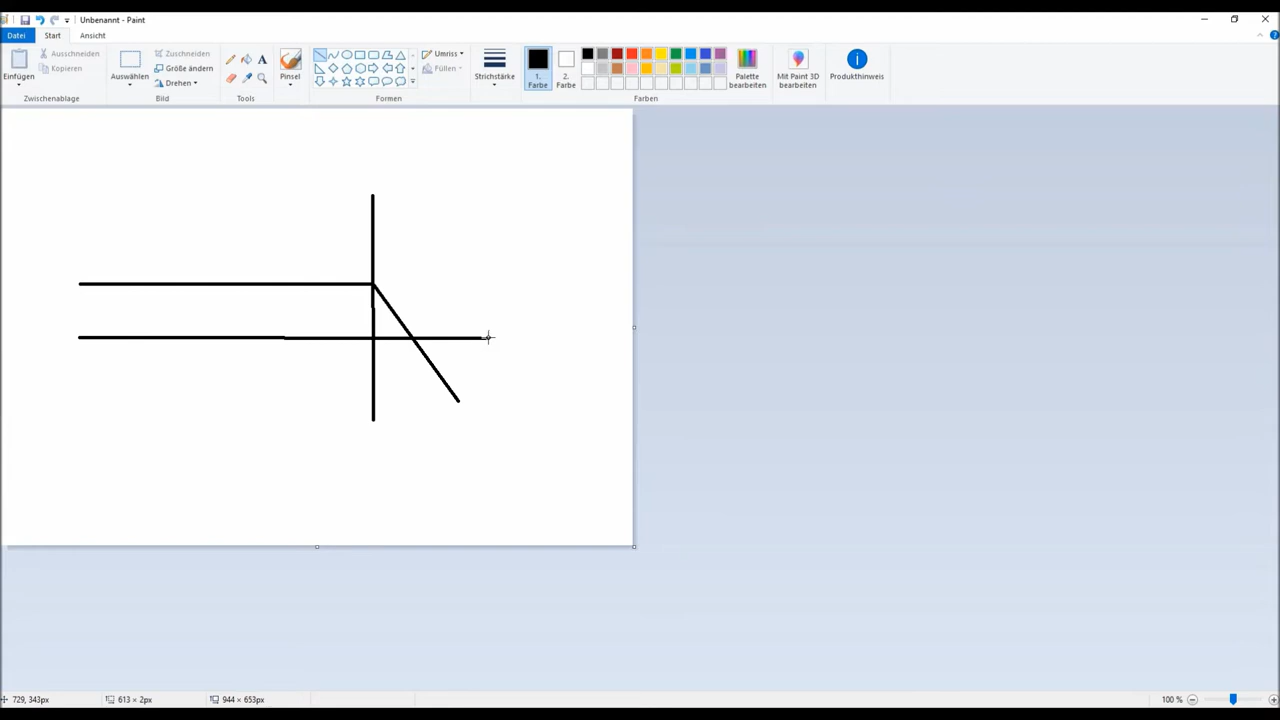 Unbenannt - Paint
Datei Start Ansicht
Einfügen
Ausschneiden
Kopieren
Zwischenablage
Auswählen
Zuschneiden
Größe ändern
Drehen
Bild
A
Tools
Pinsel
Umriss
Füllen
Formen
Strichstärke
1.
Farbe
2.
Farbe
Palette
bearbeiten
Farben
Mit Paint 3D
bearbeiten
Produkthinweis
729, 343px 613 × 2px 944 × 653px 100 %